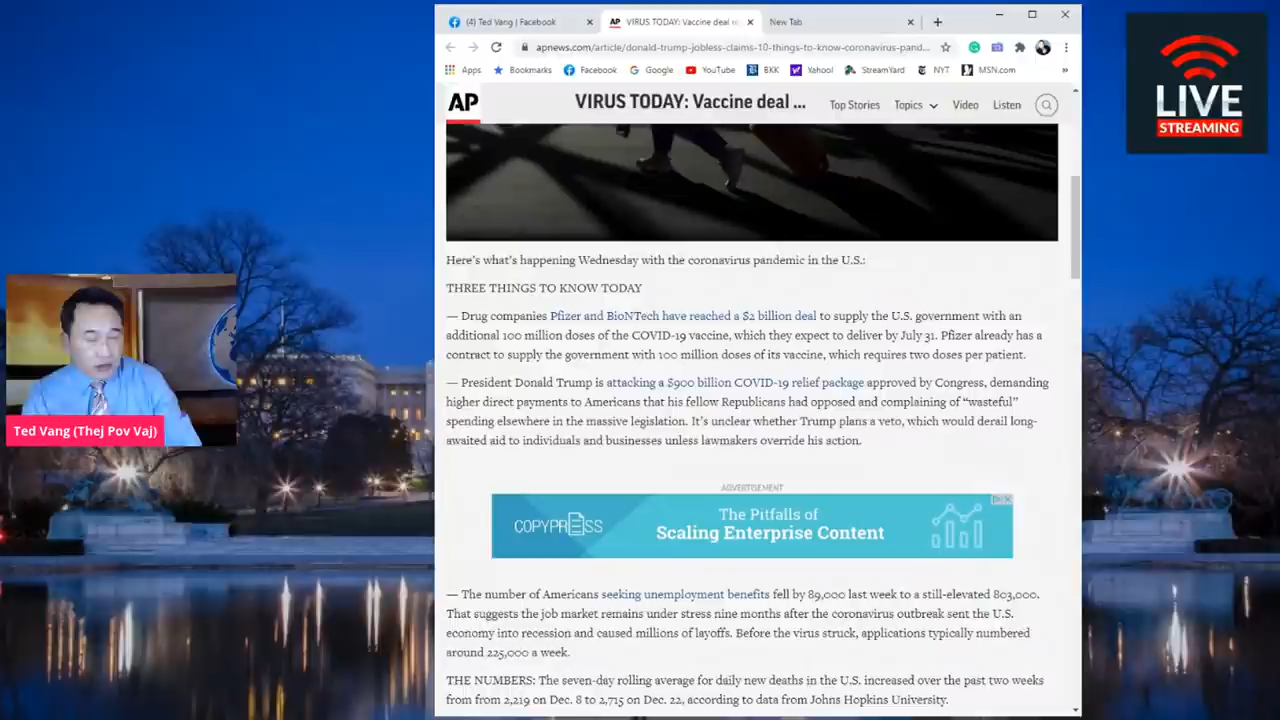 (4) Ted Vang | Facebook
AP VIRUS TODAY: Vaccine deal re
New Tab
apnews.com/article/donald-trump-jobless-claims-10-things-to-know-coronavirus-pand...
Apps Bookmarks Facebook Google YouTube BKK Yahoo! StreamYard NYT MSN.com »
AP VIRUS TODAY: Vaccine deal ... Top Stories Topics Video Listen
LIVE
STREAMING
Here's what's happening Wednesday with the coronavirus pandemic in the U.S.:
THREE THINGS TO KNOW TODAY
— Drug companies Pfizer and BioNTech have reached a $2 billion deal to supply the U.S. government with an
additional 100 million doses of the COVID-19 vaccine, which they expect to deliver by July 31. Pfizer already has a
contract to supply the government with 100 million doses of its vaccine, which requires two doses per patient.
— President Donald Trump is attacking a $900 billion COVID-19 relief package approved by Congress, demanding
higher direct payments to Americans that his fellow Republicans had opposed and complaining of “wasteful”
spending elsewhere in the massive legislation. It's unclear whether Trump plans a veto, which would derail long-
awaited aid to individuals and businesses unless lawmakers override his action.
Ted Vang (Thej Pov Vaj)
ADVERTISEMENT
COPYPRESS
The Pitfalls of
Scaling Enterprise Content
— The number of Americans seeking unemployment benefits fell by 89,000 last week to a still-elevated 803,000.
That suggests the job market remains under stress nine months after the coronavirus outbreak sent the U.S.
economy into recession and caused millions of layoffs. Before the virus struck, applications typically numbered
around 225,000 a week.
THE NUMBERS: The seven-day rolling average for daily new deaths in the U.S. increased over the past two weeks
from from 2,219 on Dec. 8 to 2,715 on Dec. 22, according to data from Johns Hopkins University.